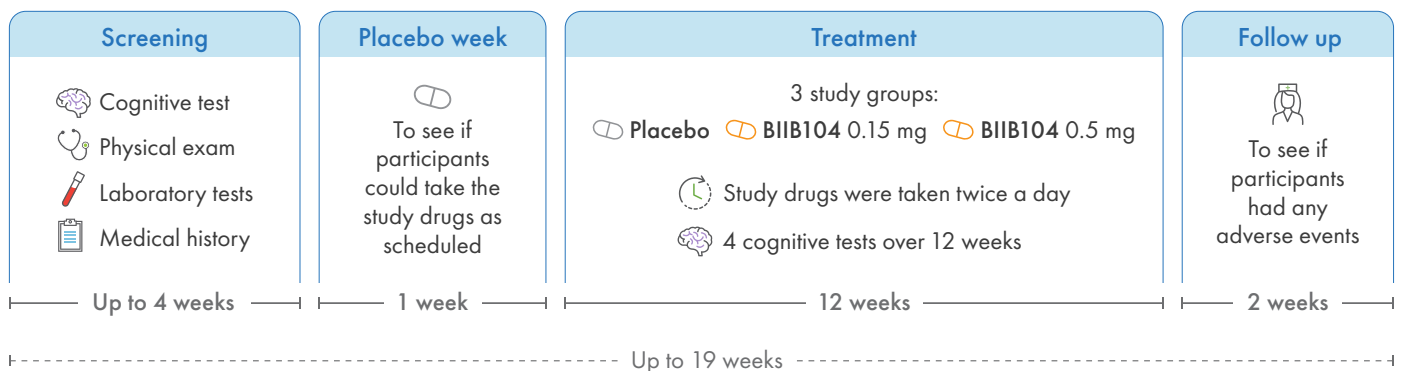 Screening
Cognitive test
Physical exam
Laboratory tests
Medical history
Up to 4 weeks
Placebo week
To see if
participants
could take the
study drugs as
scheduled
1 week
Treatment
3 study groups:
Placebo BIIB104 0.15 mg BIIB104 0.5 mg
Study drugs were taken twice a day
4 cognitive tests over 12 weeks
12 weeks
Follow up
To see if
participants
had any
adverse events
2 weeks
Up to 19 weeks